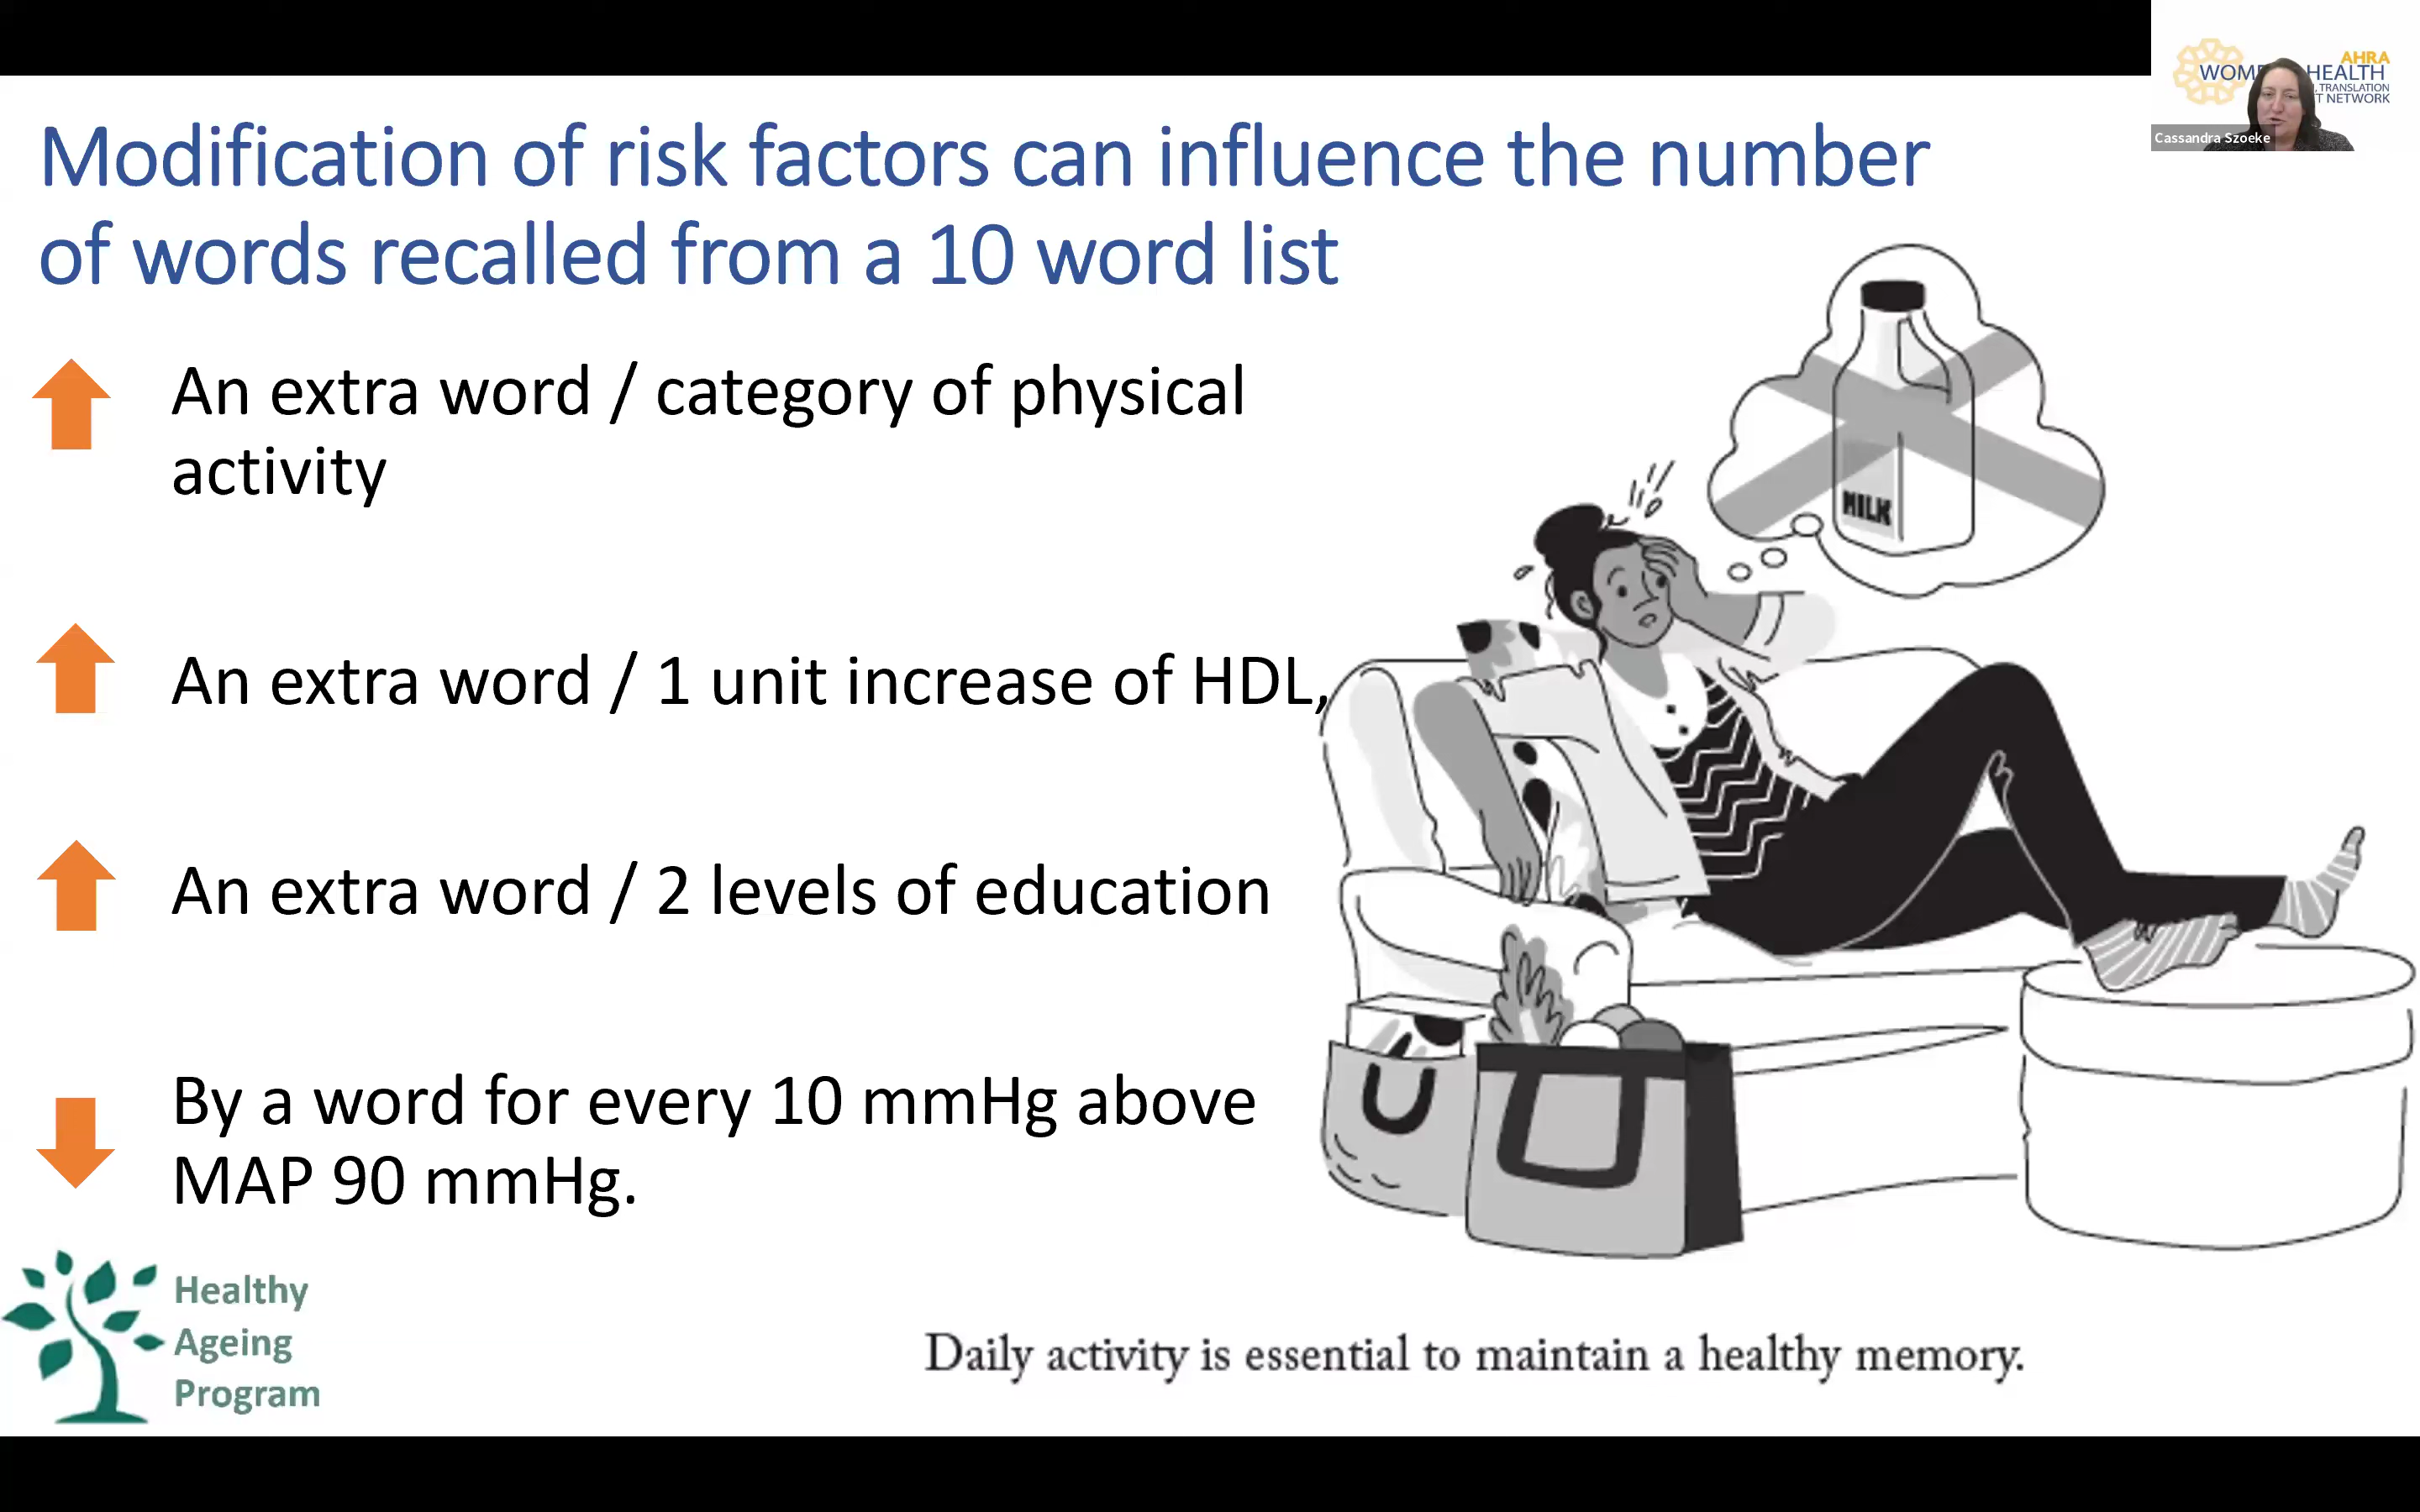 AHRA
HEALTH
TRANSLATION
NETWORK
Cassandra Szoeke
Modification of risk factors can influence the number
of words recalled from a 10 word list
An extra word / category of physical
activity
An extra word / 1 unit increase of HDL,
An extra word / 2 levels of education
By a word for every 10 mmHg above
MAP 90 mmHg.
MILK
Healthy
Ageing
Program
Daily activity is essential to maintain a healthy memory.